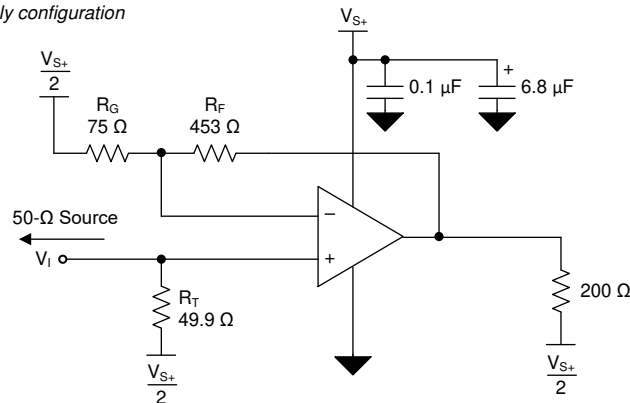 ly configuration
VS+
VS+
2
RG
75 Ω
RF
453 Ω
+
0.1 µF
6.8 µF
50-Ω Source
VI
−
+
RT
49.9 Ω
VS+
2
200 Ω
VS+
2